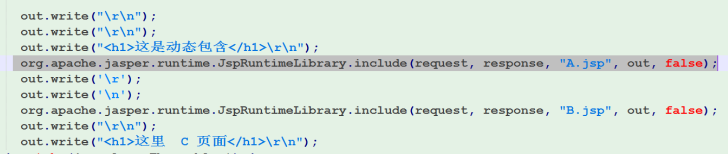 out.write("\r\n");
out.write("\r\n");
out.write("<h1>这是动态包含</h1>\r\n");
org.apache.jasper.runtime.JspRuntimeLibrary.include(request, response, "A.jsp", out, false);
out.write('\r');
out.write('\n');
org.apache.jasper.runtime.JspRuntimeLibrary.include(request, response, "B.jsp", out, false);
out.write("\r\n");
out.write("<h1>这里  C 页面</h1>\r\n");